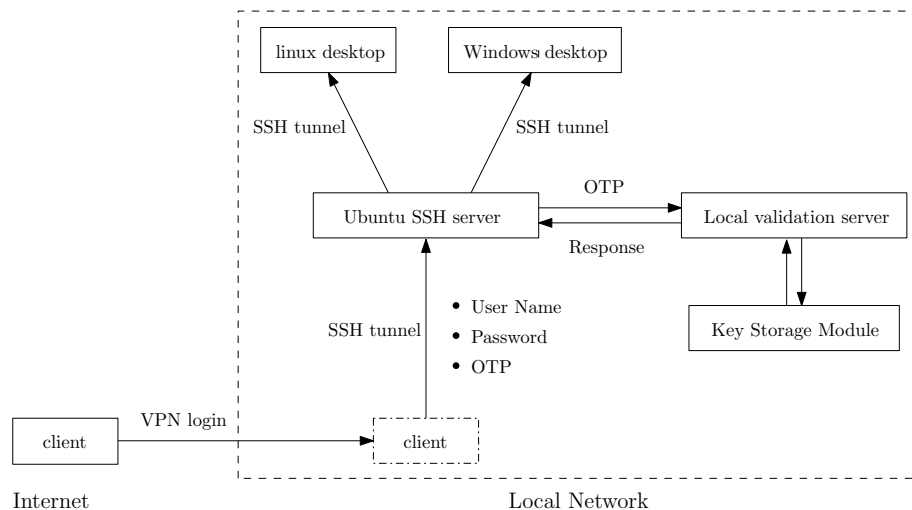 linux desktop
Windows desktop
SSH tunnel
SSH tunnel
OTP
Ubuntu SSH server
Local validation server
Response
• User Name
SSH tunnel
• Password
Key Storage Module
• OTP
VPN login
client
client
Internet
Local Network